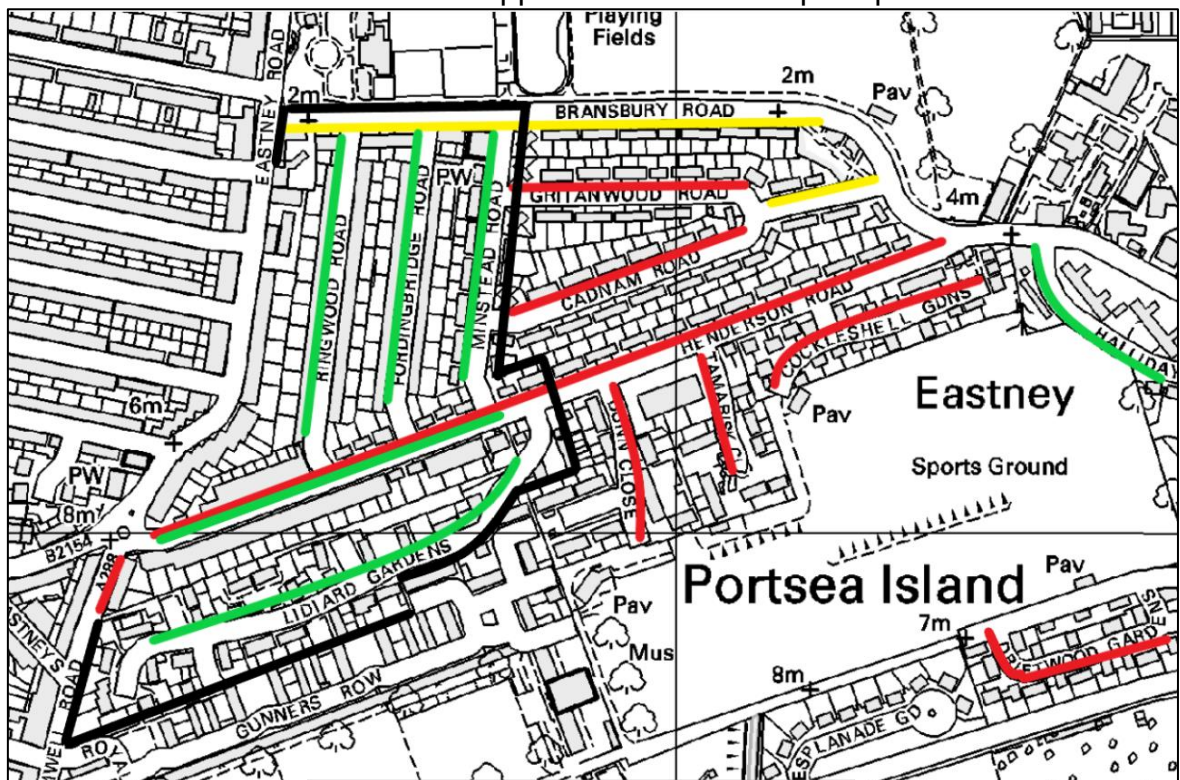 Playing
Fields
EASTNEY ROAD
2m
BRANSBURY ROAD
2m
Pav
PW
GRITANWOOD ROAD
4m
RINGWOOD ROAD
FORDINGBRIDGE ROAD
MINSTEAD ROAD
CADNAM ROAD
HENDERSON ROAD
COCKLESHELL GDNS
HALLIDAY
6m
Pav
Eastney
Sports Ground
PW
8m
B2154
DUNN CLOSE
LIDIARD GARDENS
Portsea Island
Pav
7m
Pav
Mus
8m
GUNNERS ROW
ESPLANADE GD